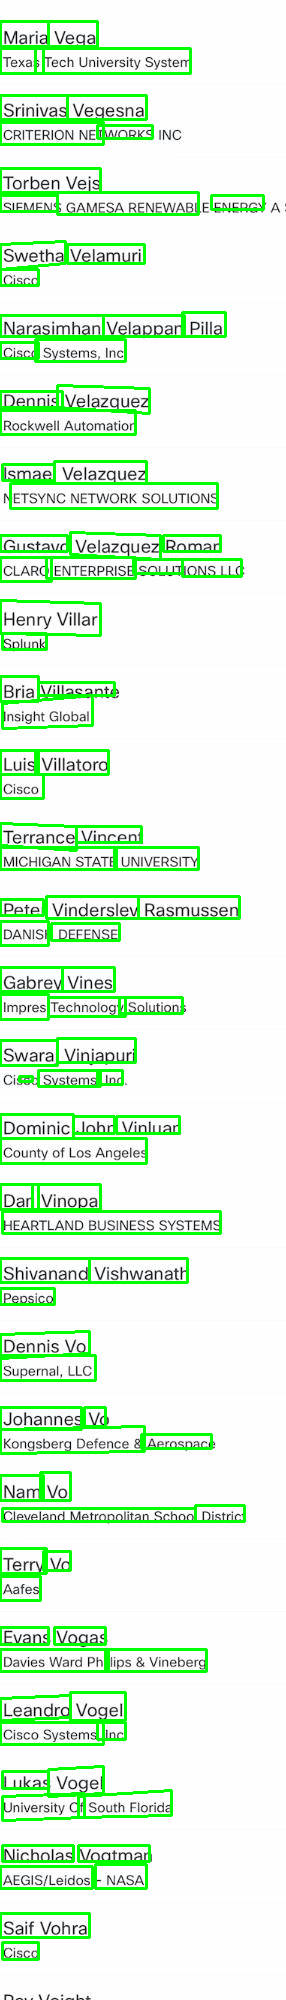 Maria Vega
Texas Tech University System
Srinivas Vegesna
CRITERION NETWORKS INC
Torben Vejs
SIEMENS GAMESA RENEWABLE ENERGY A
Swetha Velamuri
Cisco
Narasimhan Velappan Pilla
Cisco Systems, Inc
Dennis Velazquez
Rockwell Automation
Ismael Velazquez
NETSYNC NETWORK SOLUTIONS
Gustavo Velazquez Roman
CLARO ENTERPRISE SOLUTIONS LLC
Henry Villar
Splunk
Bria Villasante
Insight Global
Luis Villatoro
Cisco
Terrance Vincent
MICHIGAN STATE UNIVERSITY
Peter Vinderslev Rasmussen
DANISH DEFENSE
Gabrey Vines
Impres Technology Solutions
Swara Vinjapuri
Cisco Systems, Inc.
Dominic John Vinluan
County of Los Angeles
Dan Vinopal
HEARTLAND BUSINESS SYSTEMS
Shivanand Vishwanath
Pepsico
Dennis Vo
Supernal, LLC
Johannes Vo
Kongsberg Defence & Aerospace
Nam Vo
Cleveland Metropolitan School District
Terry Vo
Aafes
Evans Vogas
Davies Ward Phillips & Vineberg
Leandro Vogel
Cisco Systems, Inc
Lukas Vogel
University Of South Florida
Nicholas Vogtman
AEGIS/Leidos - NASA
Saif Vohra
Cisco